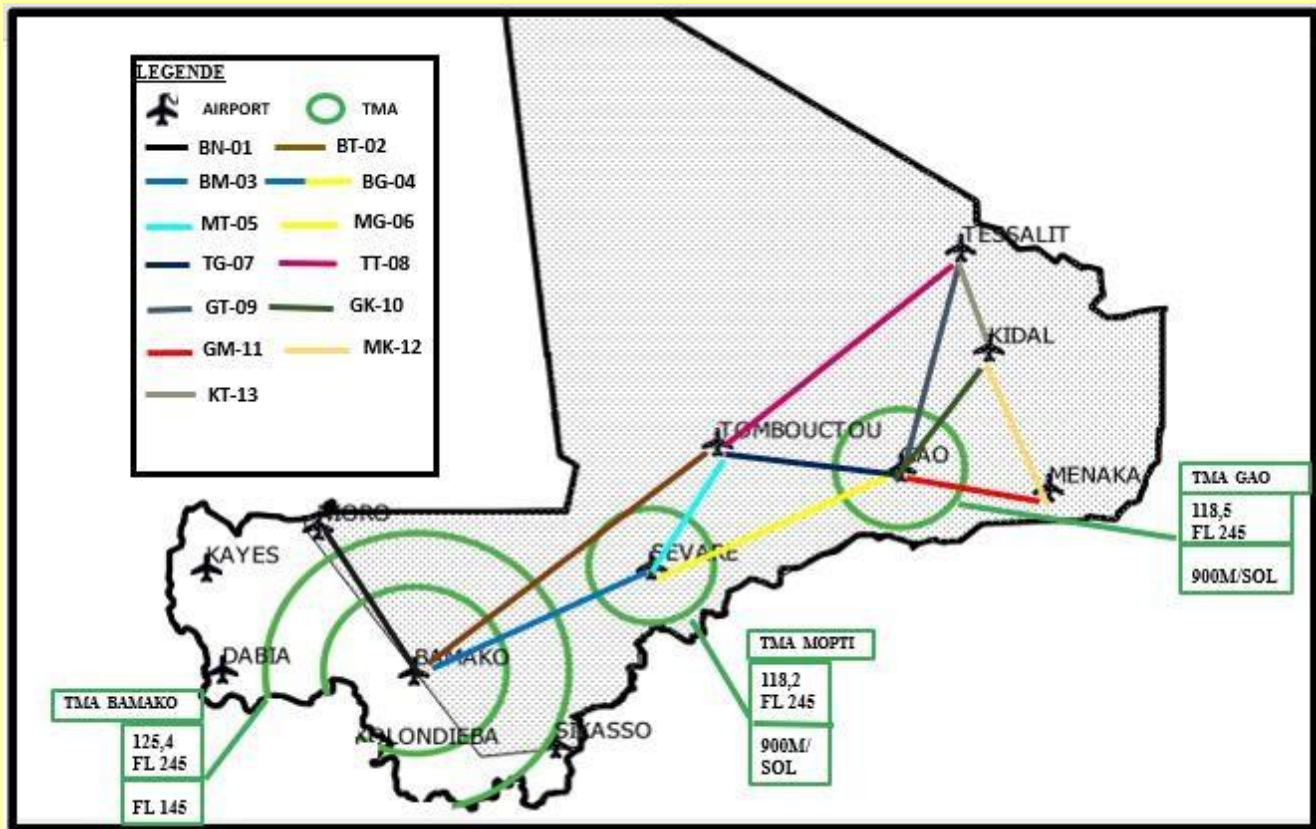 LEGENDE
AIRPORT TMA
BN-01 BT-02
BM-03 BG-04
MT-05 MG-06
TG-07 TT-08
GT-09 GK-10
GM-11 MK-12
KT-13
TESSALIT
KIDAL
TOMBOUCTOU
GAO
MENAKA
TMA GAO
118,5
FL 245
900M/SOL
SEVARE
KAYES
DABIA
BAMAKO
KOLONDIEBA
SIKASSO
TMA MOPTI
118,2
FL 245
900M/
SOL
TMA BAMAKO
125,4
FL 245
FL 145